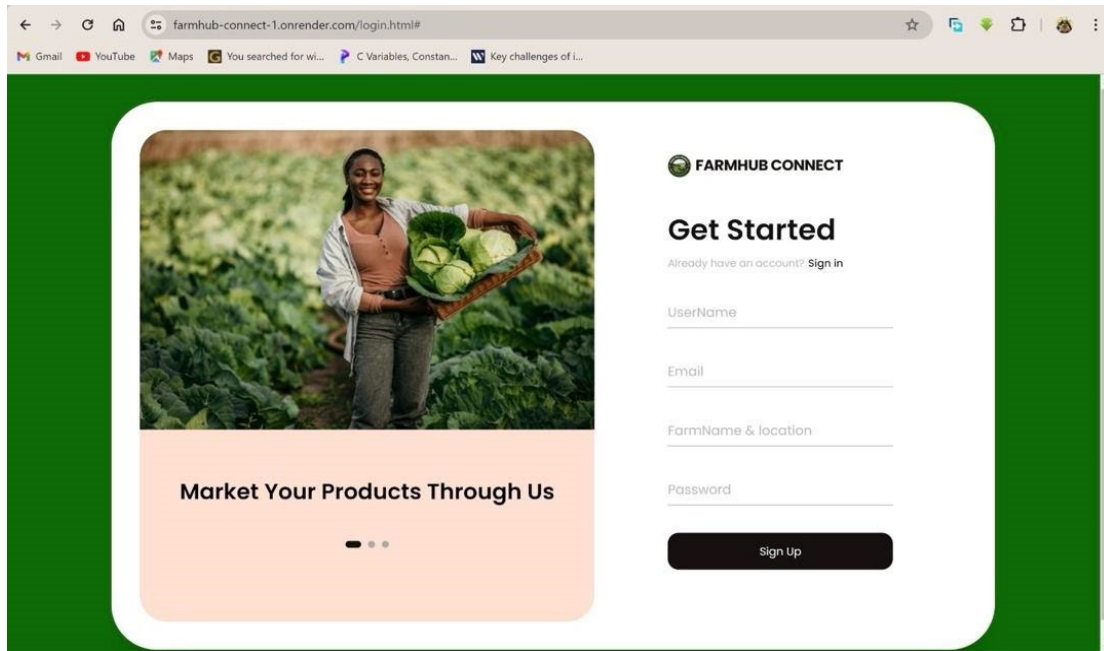 farmhub-connect-1.onrender.com/login.html#
Gmail YouTube Maps You searched for wi... C Variables, Constan... Key challenges of i...
FARMHUB CONNECT
Get Started
Already have an account? Sign in
UserName
Email
FarmName & location
Password
Sign Up
Market Your Products Through Us